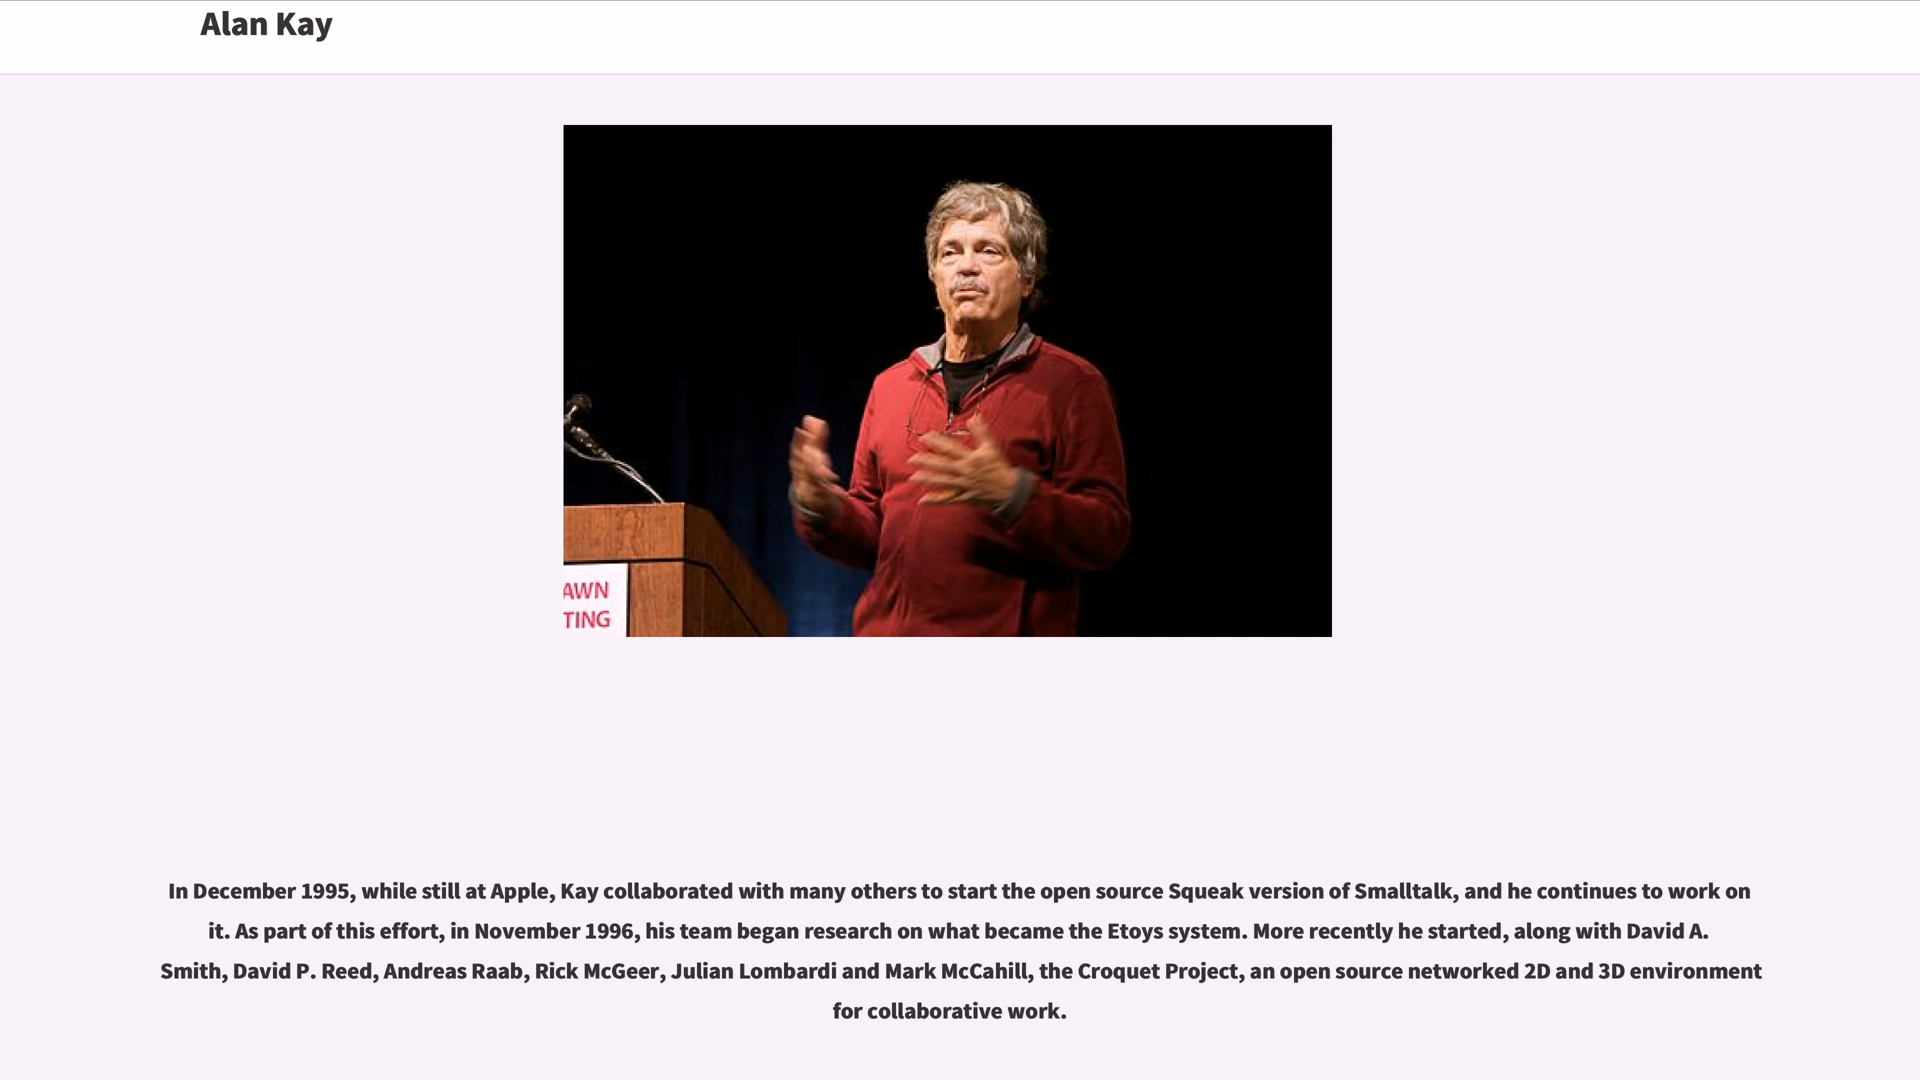 Alan Kay
AWN
TING
In December 1995, while still at Apple, Kay collaborated with many others to start the open source Squeak version of Smalltalk, and he continues to work on
it. As part of this effort, in November 1996, his team began research on what became the Etoys system. More recently he started, along with David A.
Smith, David P. Reed, Andreas Raab, Rick McGeer, Julian Lombardi and Mark McCahill, the Croquet Project, an open source networked 2D and 3D environment
for collaborative work.